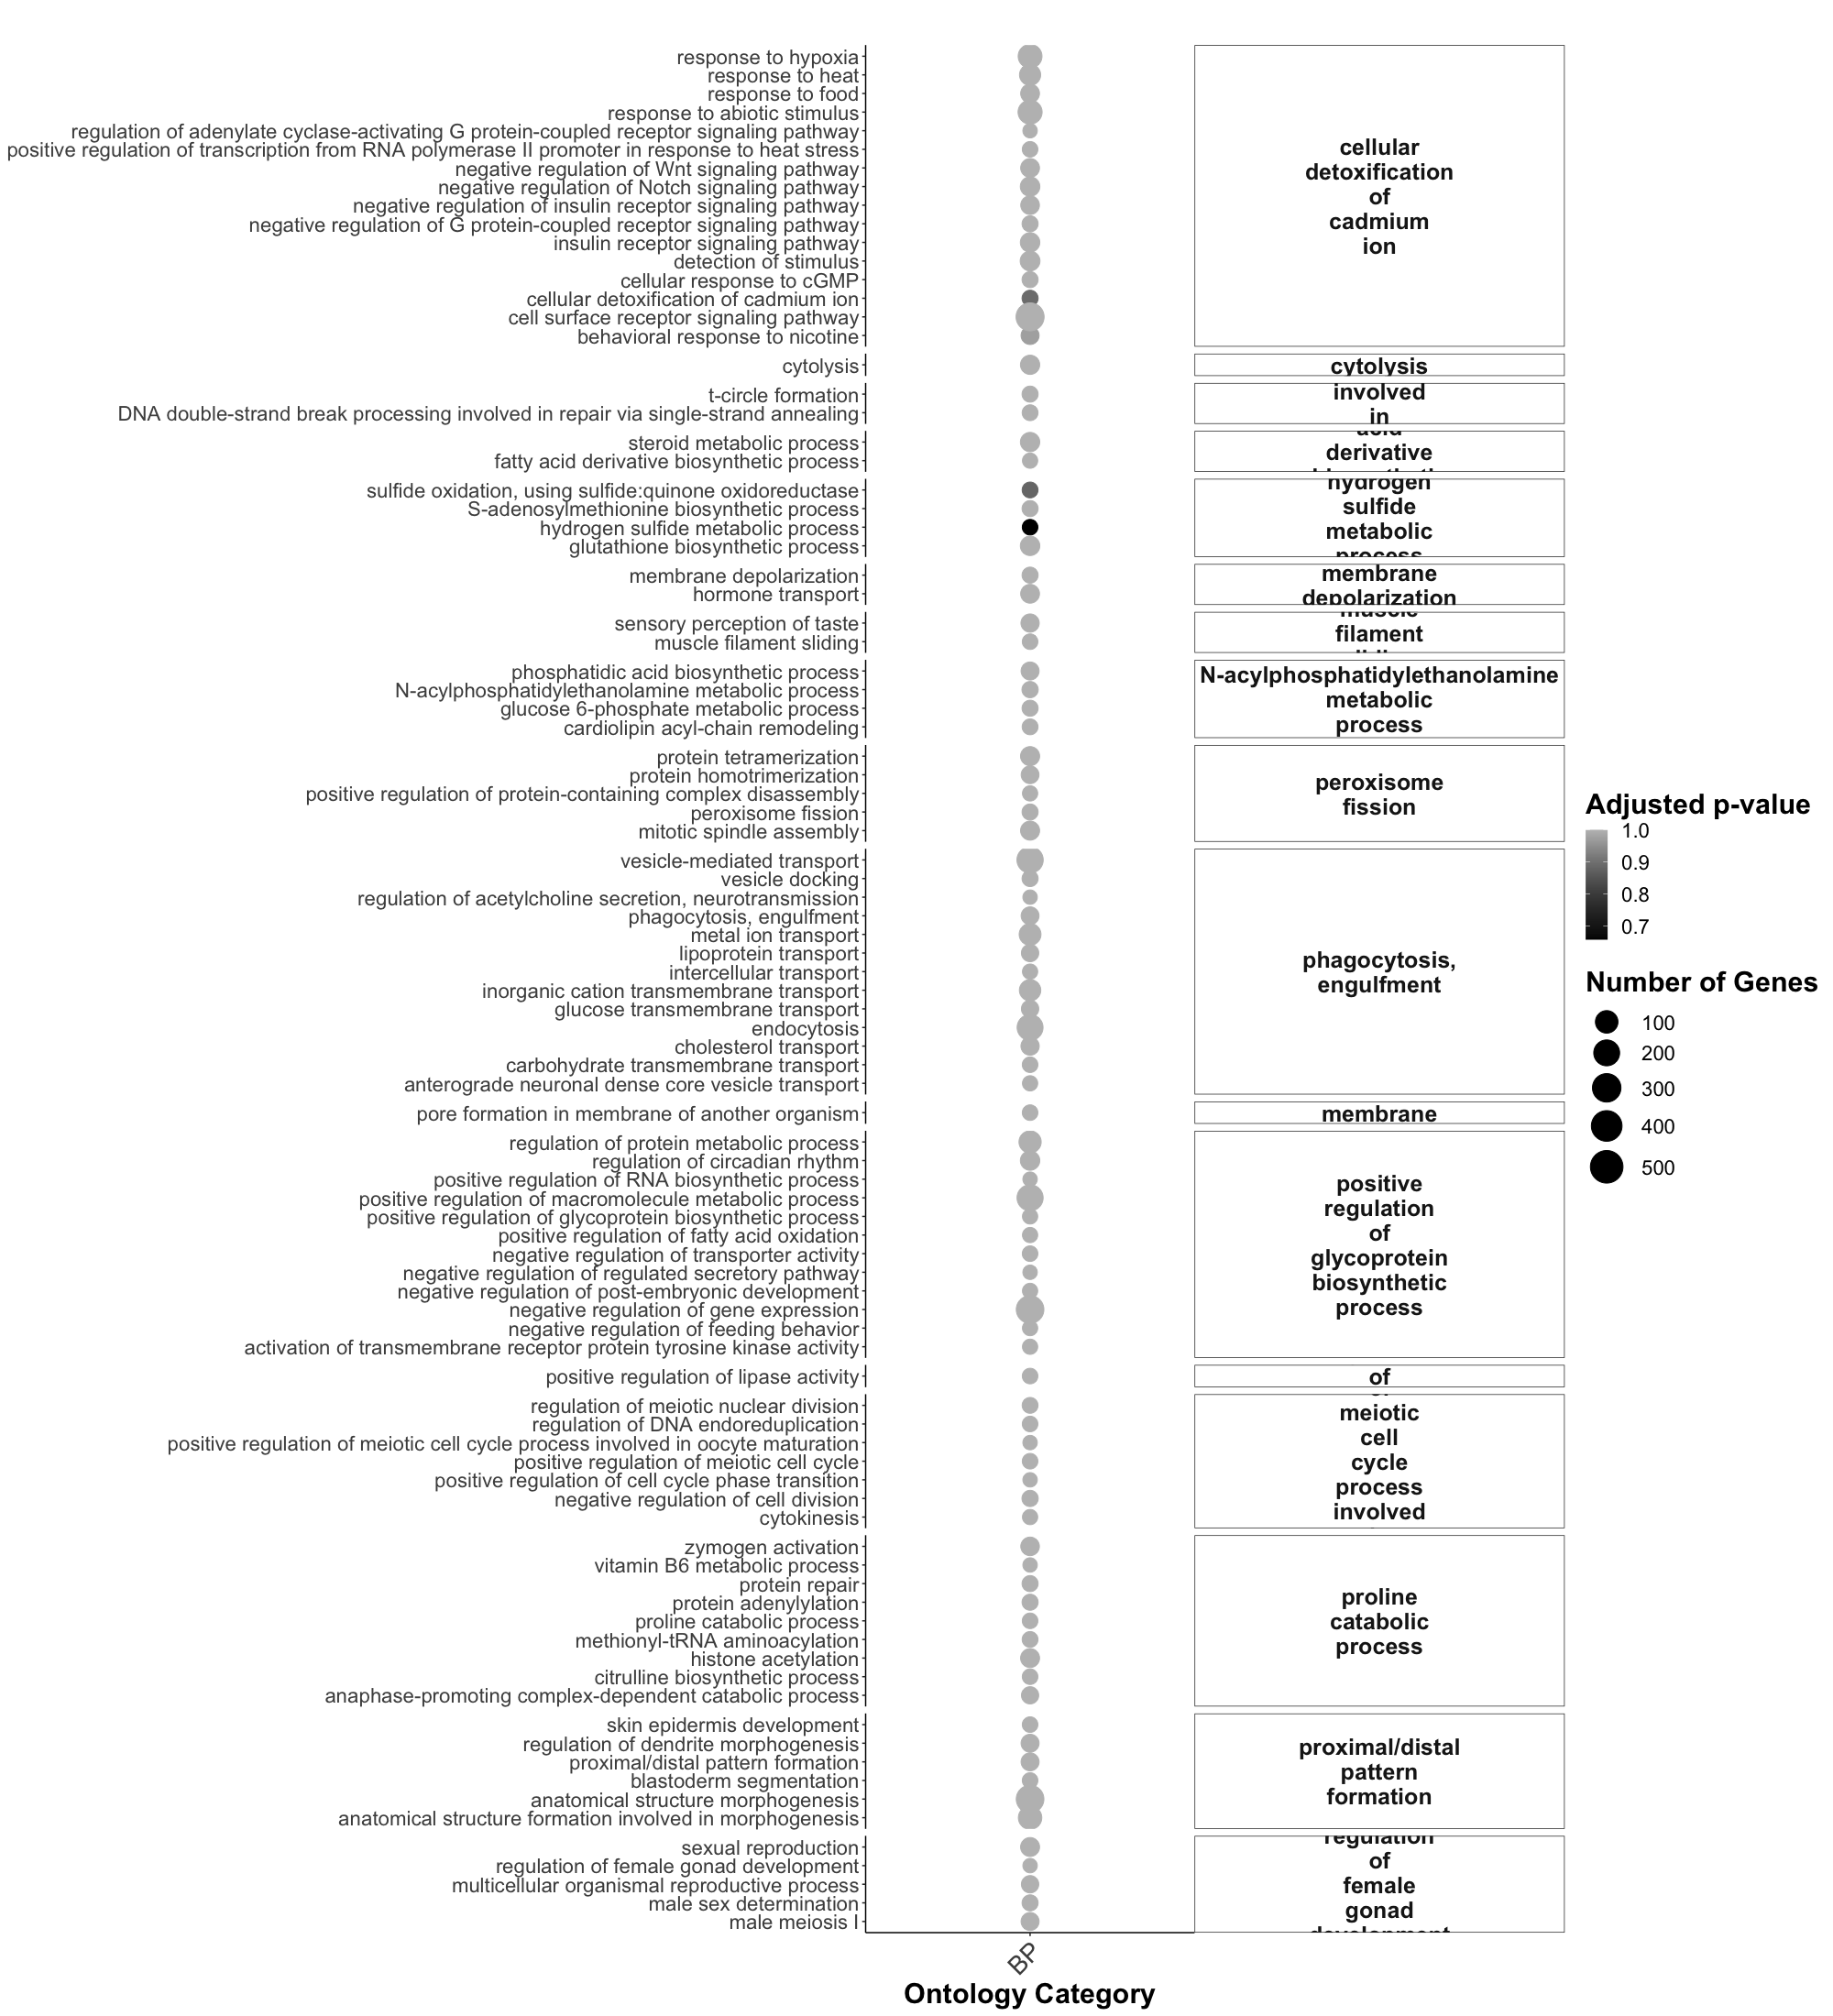 response to hypoxia
response to heat
response to food
response to abiotic stimulus
regulation of adenylate cyclase-activating G protein-coupled receptor signaling pathway
positive regulation of transcription from RNA polymerase II promoter in response to heat stress
negative regulation of Wnt signaling pathway
negative regulation of Notch signaling pathway
negative regulation of insulin receptor signaling pathway
negative regulation of G protein-coupled receptor signaling pathway
insulin receptor signaling pathway
detection of stimulus
cellular response to cGMP
cellular detoxification of cadmium ion
cell surface receptor signaling pathway
behavioral response to nicotine
cellular
detoxification
of
cadmium
ion
cytolysis
cytolysis
t-circle formation
DNA double-strand break processing involved in repair via single-strand annealing
involved
in
steroid metabolic process
fatty acid derivative biosynthetic process
acid
derivative
sulfide oxidation, using sulfide:quinone oxidoreductase
S-adenosylmethionine biosynthetic process
hydrogen sulfide metabolic process
glutathione biosynthetic process
hydrogen
sulfide
metabolic
process
membrane depolarization
hormone transport
membrane
depolarization
sensory perception of taste
muscle filament sliding
muscle
filament
phosphatidic acid biosynthetic process
N-acylphosphatidylethanolamine metabolic process
glucose 6-phosphate metabolic process
cardiolipin acyl-chain remodeling
N-acylphosphatidylethanolamine
metabolic
process
protein tetramerization
protein homotrimerization
positive regulation of protein-containing complex disassembly
peroxisome fission
mitotic spindle assembly
peroxisome
fission
vesicle-mediated transport
vesicle docking
regulation of acetylcholine secretion, neurotransmission
phagocytosis, engulfment
metal ion transport
lipoprotein transport
intercellular transport
inorganic cation transmembrane transport
glucose transmembrane transport
endocytosis
cholesterol transport
carbohydrate transmembrane transport
anterograde neuronal dense core vesicle transport
phagocytosis,
engulfment
pore formation in membrane of another organism
membrane
regulation of protein metabolic process
regulation of circadian rhythm
positive regulation of RNA biosynthetic process
positive regulation of macromolecule metabolic process
positive regulation of glycoprotein biosynthetic process
positive regulation of fatty acid oxidation
negative regulation of transporter activity
negative regulation of regulated secretory pathway
negative regulation of post-embryonic development
negative regulation of gene expression
negative regulation of feeding behavior
activation of transmembrane receptor protein tyrosine kinase activity
positive
regulation
of
glycoprotein
biosynthetic
process
positive regulation of lipase activity
of
regulation of meiotic nuclear division
regulation of DNA endoreduplication
positive regulation of meiotic cell cycle process involved in oocyte maturation
positive regulation of meiotic cell cycle
positive regulation of cell cycle phase transition
negative regulation of cell division
cytokinesis
meiotic
cell
cycle
process
involved
zymogen activation
vitamin B6 metabolic process
protein repair
protein adenylylation
proline catabolic process
methionyl-tRNA aminoacylation
histone acetylation
citrulline biosynthetic process
anaphase-promoting complex-dependent catabolic process
proline
catabolic
process
skin epidermis development
regulation of dendrite morphogenesis
proximal/distal pattern formation
blastoderm segmentation
anatomical structure morphogenesis
anatomical structure formation involved in morphogenesis
proximal/distal
pattern
formation
sexual reproduction
regulation of female gonad development
multicellular organismal reproductive process
male sex determination
male meiosis I
regulation
of
female
gonad
BP
Ontology Category
Adjusted p-value
1.0
0.9
0.8
0.7
Number of Genes
100
200
300
400
500